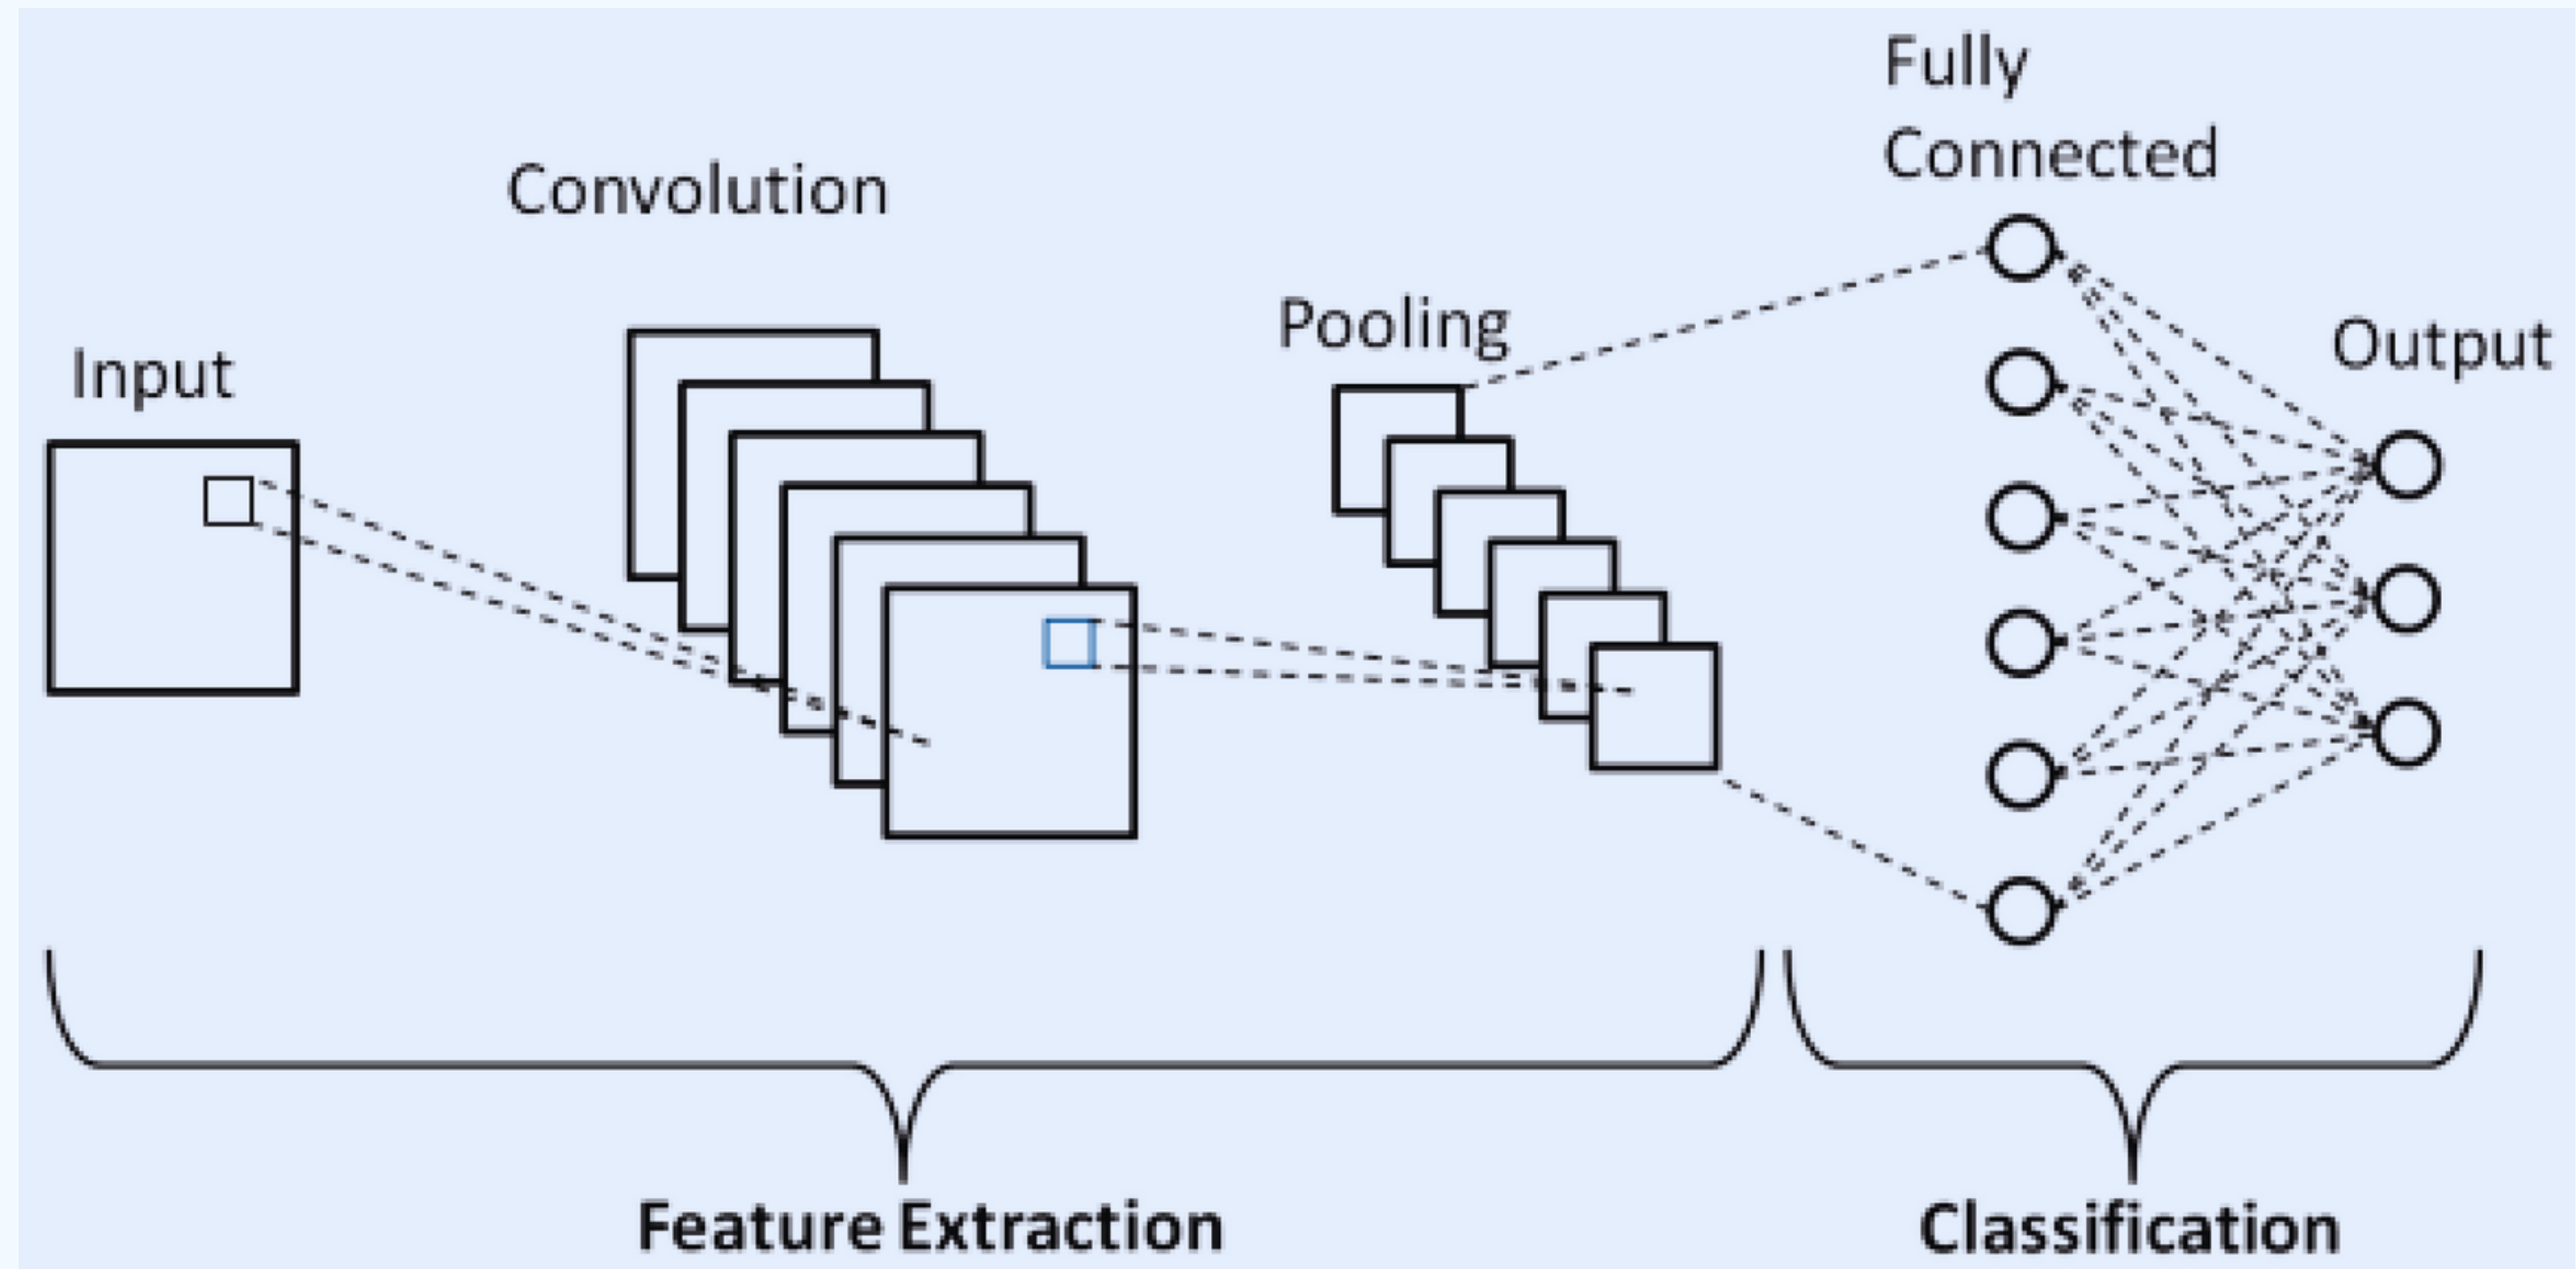 Input
Convolution
Pooling
Fully
Connected
Output
Feature Extraction
Classification